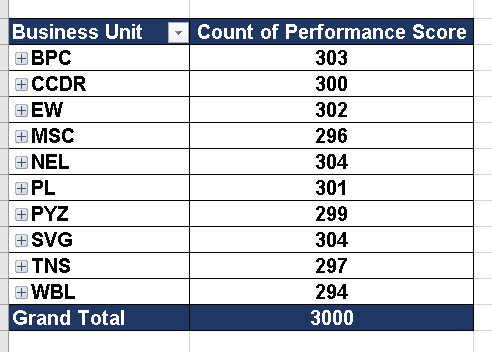 Business Unit Count of Performance Score
BPC 303
CCDR 300
EW 302
MSC 296
NEL 304
PL 301
PYZ 299
SVG 304
TNS 297
WBL 294
Grand Total 3000